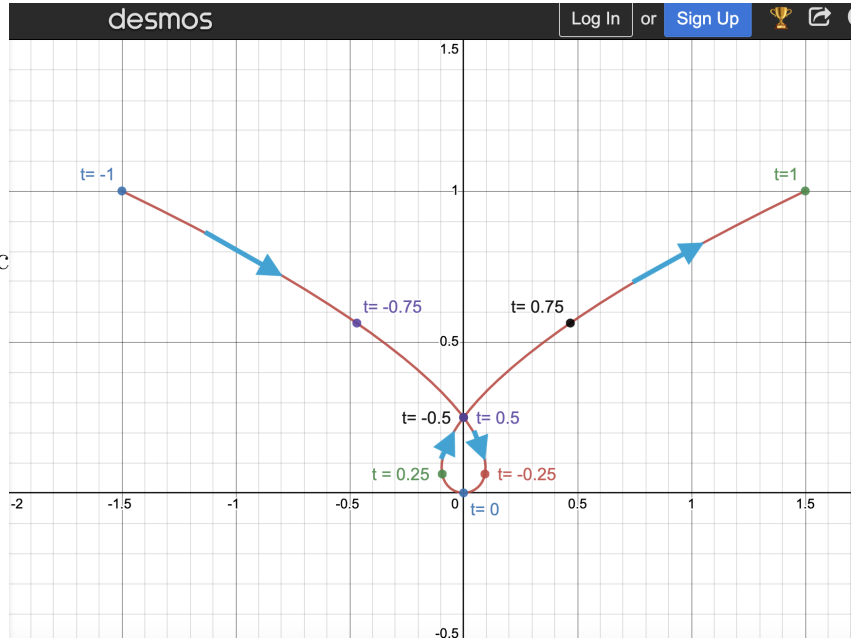 desmos Log In or Sign Up
1.5
t= -1 t=1
1
c
t= -0.75 t= 0.75
0.5
t= -0.5 t= 0.5
t = 0.25 t= -0.25
-2 -1.5 -1 -0.5 0 0.5 1 1.5
t= 0
-0.5